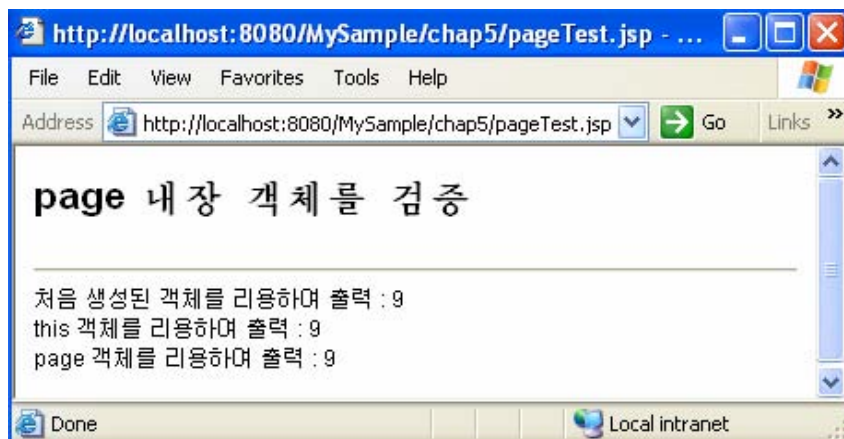 http://localhost:8080/MySample/chap5/pageTest.jsp - ...
File Edit View Favorites Tools Help
Address http://localhost:8080/MySample/chap5/pageTest.jsp Go Links »
page 내장 객체를 검증
처음 생성된 객체를 리용하여 출력 : 9
this 객체를 리용하여 출력 : 9
page 객체를 리용하여 출력 : 9
Done Local intranet